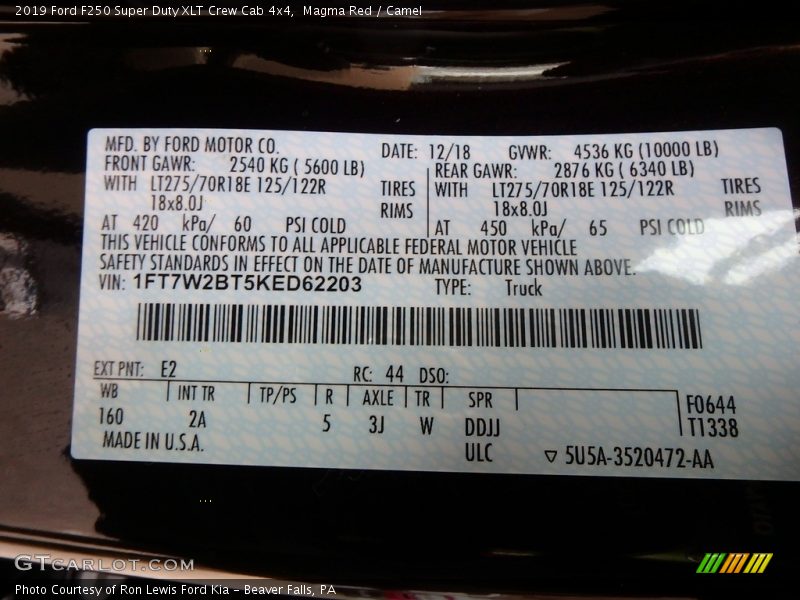 2019 Ford F250 Super Duty XLT Crew Cab 4x4, Magma Red / Camel
MFD. BY FORD MOTOR CO. DATE: 12/18 GVWR: 4536 KG (10000 LB)
FRONT GAWR: 2540 KG ( 5600 LB) REAR GAWR: 2876 KG ( 6340 LB)
WITH LT275/70R18E 125/122R TIRES WITH LT275/70R18E 125/122R TIRES
18x8.0J RIMS 18x8.0J RIMS
AT 420 kPa/ 60 PSI COLD AT 450 kPa/ 65 PSI COLD
THIS VEHICLE CONFORMS TO ALL APPLICABLE FEDERAL MOTOR VEHICLE
SAFETY STANDARDS IN EFFECT ON THE DATE OF MANUFACTURE SHOWN ABOVE.
VIN: 1FT7W2BT5KED62203 TYPE: Truck
EXT PNT: E2 RC: 44 DSO:
WB INT TR TP/PS R AXLE TR SPR F0644
160 2A 5 3J W DDJJ T1338
MADE IN U.S.A. ULC 5U5A-3520472-AA
GTCarLot.com
Photo Courtesy of Ron Lewis Ford Kia – Beaver Falls, PA